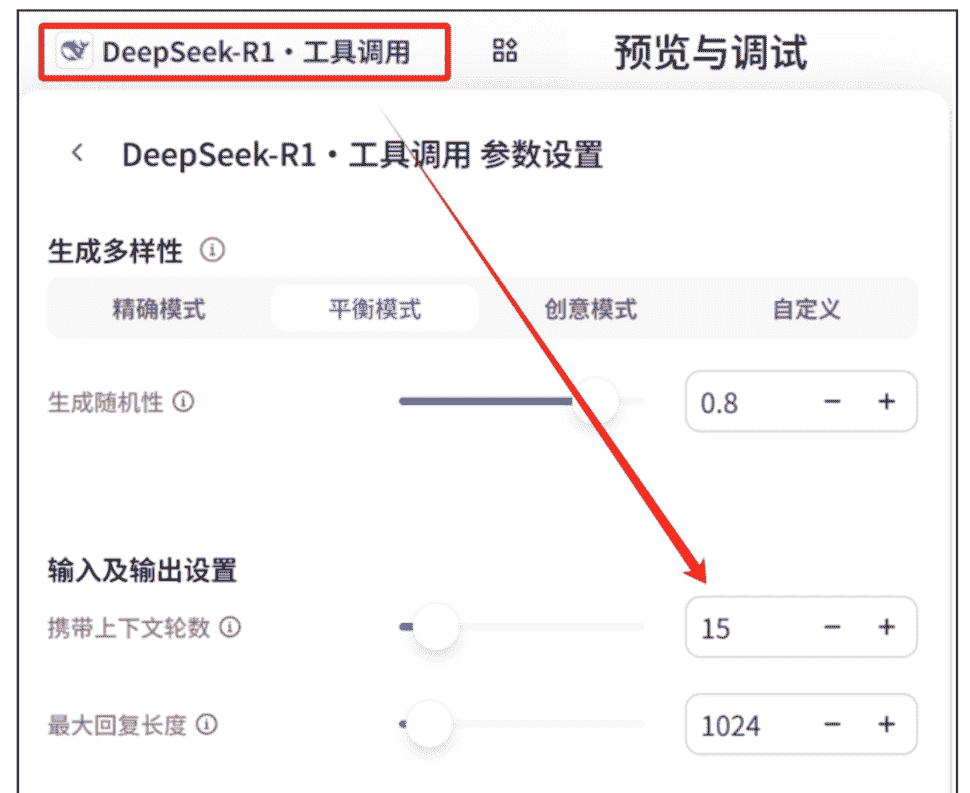 DeepSeek-R1・工具调用 预览与调试
DeepSeek-R1・工具调用 参数设置
生成多样性
精确模式 平衡模式 创意模式 自定义
生成随机性 0.8 − +
输入及输出设置
携带上下文轮数 15 − +
最大回复长度 1024 − +